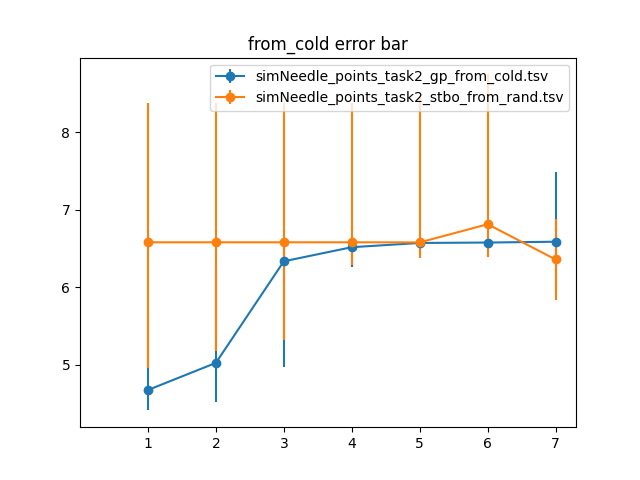 from_cold error bar
simNeedle_points_task2_gp_from_cold.tsv
simNeedle_points_task2_stbo_from_rand.tsv
8
7
6
5
1 2 3 4 5 6 7